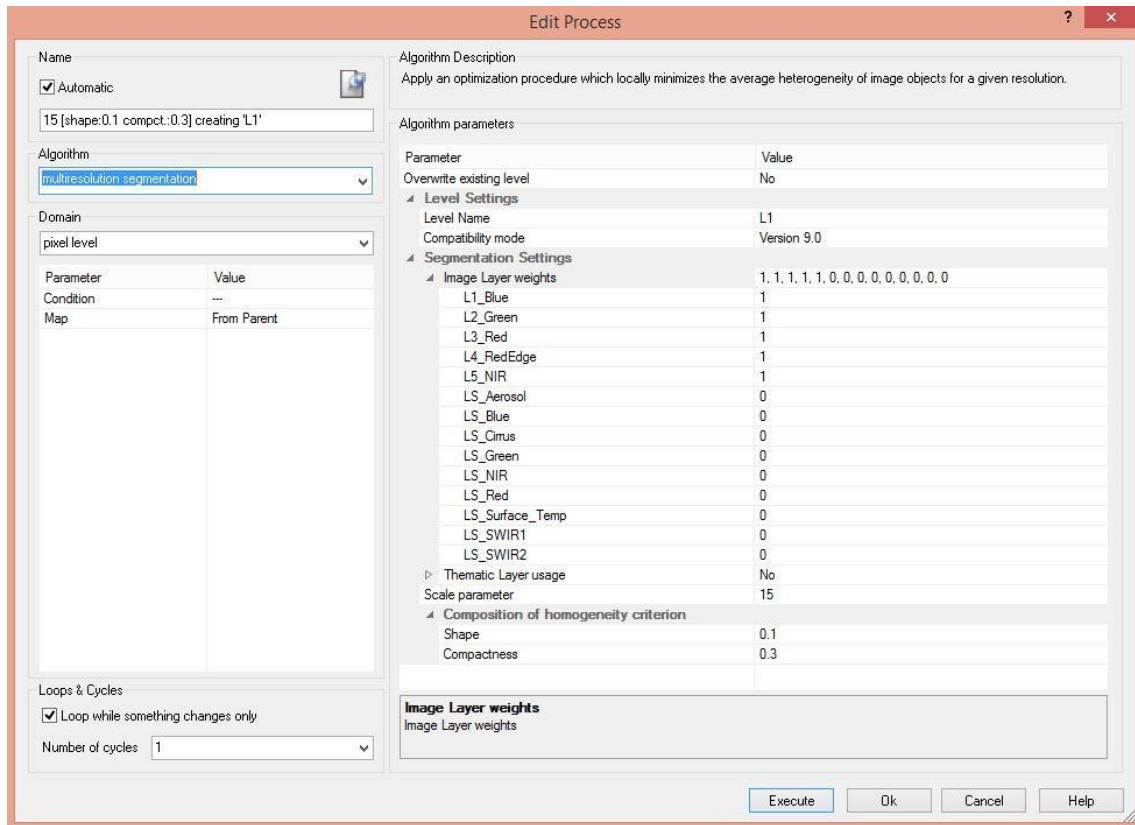 Edit Process
? ×
Name
Automatic
15 [shape:0.1 compct.:0.3] creating 'L1'
Algorithm
multiresolution segmentation
Domain
pixel level
Parameter Value
Condition ---
Map From Parent
Loops & Cycles
Loop while something changes only
Number of cycles 1
Algorithm Description
Apply an optimization procedure which locally minimizes the average heterogeneity of image objects for a given resolution.
Algorithm parameters
Parameter Value
Overwrite existing level No
Level Settings
Level Name L1
Compatibility mode Version 9.0
Segmentation Settings
Image Layer weights 1, 1, 1, 1, 1, 0, 0, 0, 0, 0, 0, 0, 0, 0
L1_Blue 1
L2_Green 1
L3_Red 1
L4_RedEdge 1
L5_NIR 1
LS_Aerosol 0
LS_Blue 0
LS_Cirrus 0
LS_Green 0
LS_NIR 0
LS_Red 0
LS_Surface_Temp 0
LS_SWIR1 0
LS_SWIR2 0
Thematic Layer usage No
Scale parameter 15
Composition of homogeneity criterion
Shape 0.1
Compactness 0.3
Image Layer weights
Image Layer weights
Execute Ok Cancel Help